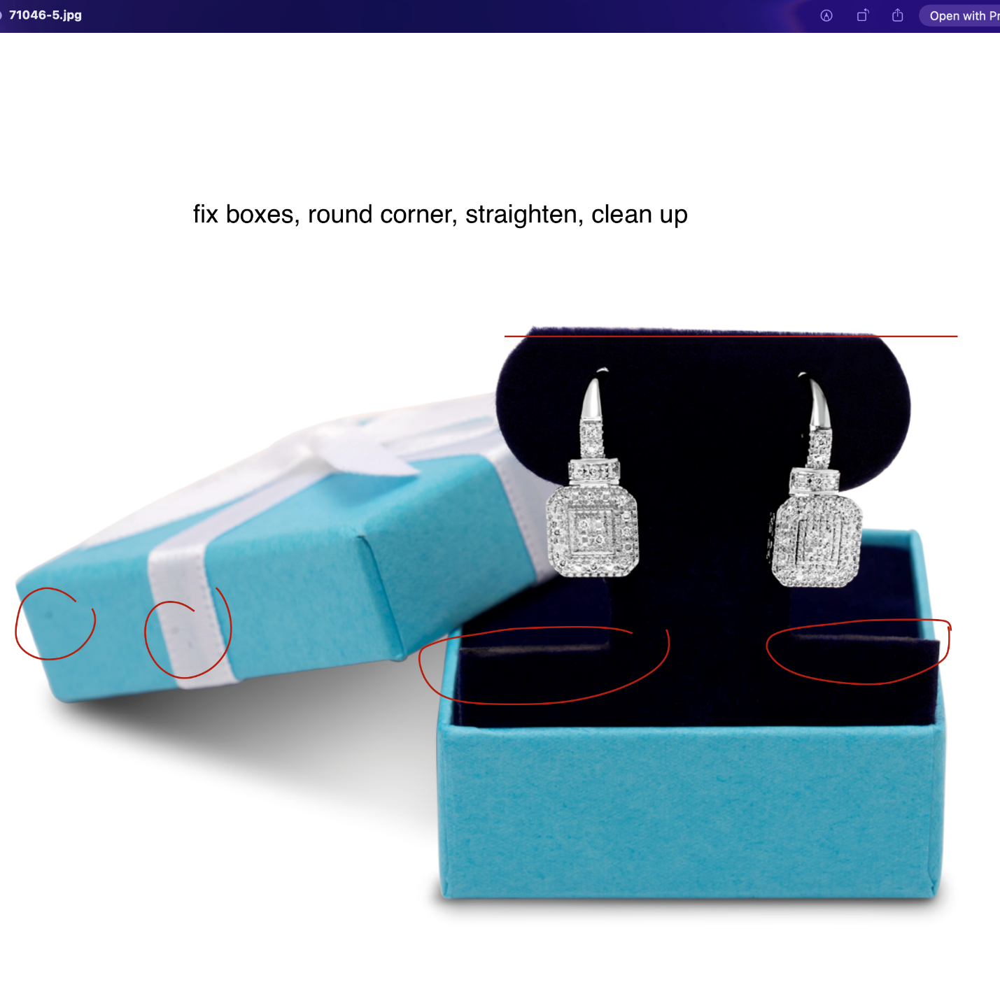 71046-5.jpg
Open with Pr
fix boxes, round corner, straighten, clean up